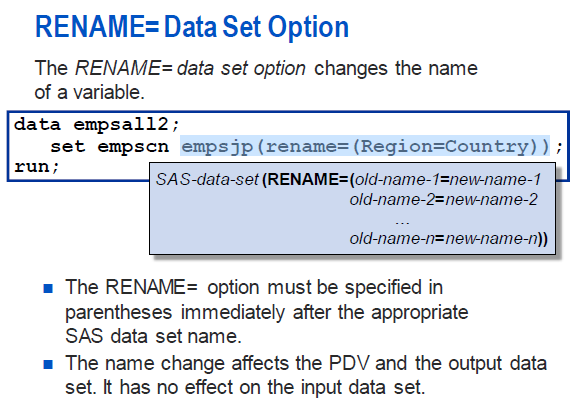 RENAME= Data Set Option
The RENAME= data set option changes the name
of a variable.
data empsall2;
set empscn empsjp(rename=(Region=Country));
run;
SAS-data-set (RENAME=(old-name-1=new-name-1
old-name-2=new-name-2
...
old-name-n=new-name-n))
The RENAME= option must be specified in
parentheses immediately after the appropriate
SAS data set name.
The name change affects the PDV and the output data
set. It has no effect on the input data set.